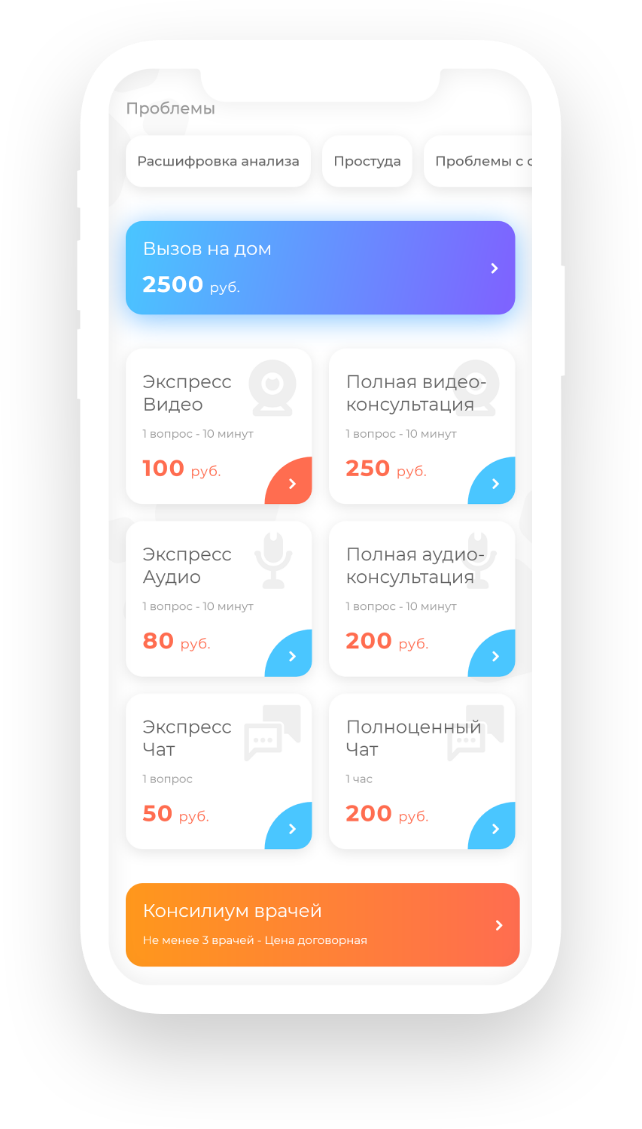 Проблемы
Расшифровка анализа
Простуда
Проблемы с
Вызов на дом
2500 руб.
Экспресс
Видео
1 вопрос - 10 минут
100 руб.
Полная видео-
консультация
1 вопрос - 10 минут
250 руб.
Экспресс
Аудио
1 вопрос - 10 минут
80 руб.
Полная аудио-
консультация
1 вопрос - 10 минут
200 руб.
Экспресс
Чат
1 вопрос
50 руб.
Полноценный
Чат
1 час
200 руб.
Консилиум врачей
Не менее 3 врачей - Цена договорная